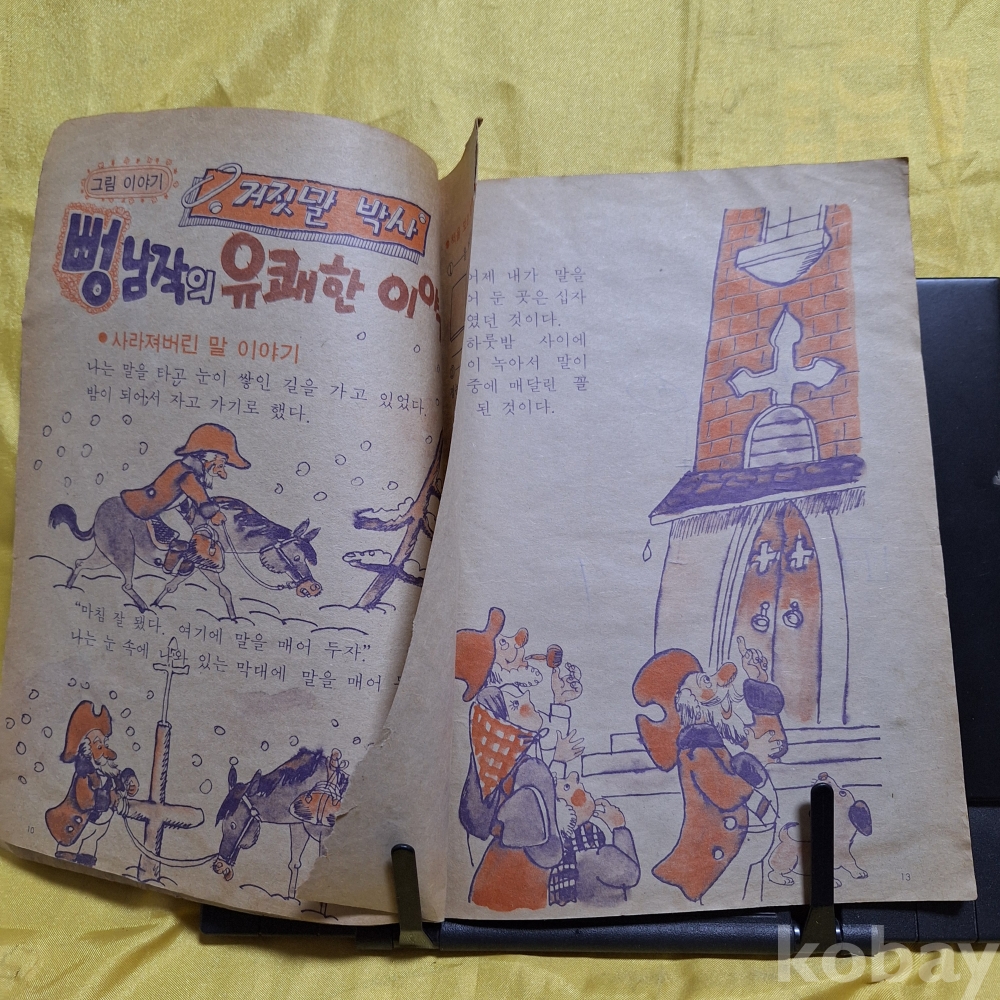 그림 이야기
거짓말 박사
뻥남작의 유쾌한 이야
• 사라져버린 말 이야기
나는 말을 타고 눈이 쌓인 길을 가고 있었다.
밤이 되어서 자고 가기로 했다.
"마침 잘 됐다. 여기에 말을 매어 두자."
나는 눈 속에 나와 있는 막대에 말을 매어
10
어제 내가 말을
어 둔 곳은 십자
였던 것이다.
하룻밤 사이에
이 녹아서 말이
중에 매달린 꼴
된 것이다.
13
kobay